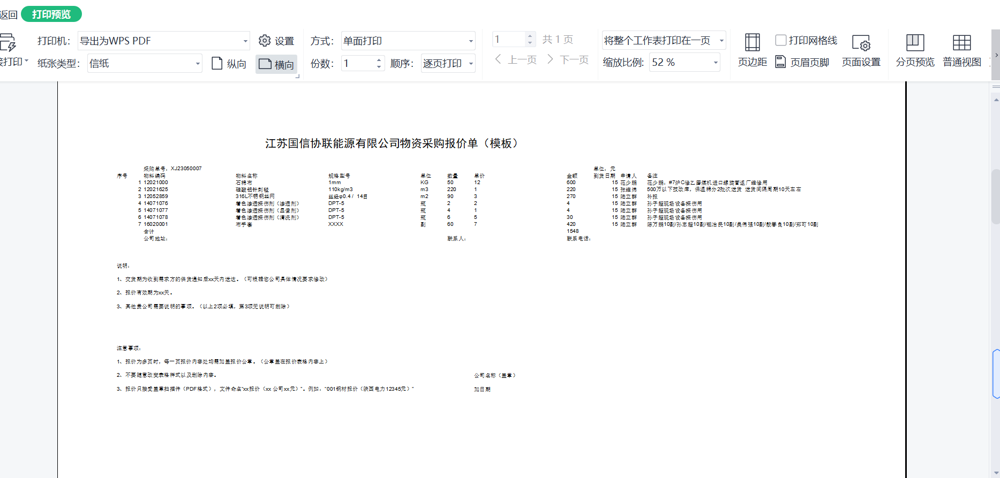 返回 打印预览
打印机： 导出为WPS PDF 设置 方式： 单面打印 1 共 1 页 将整个工作表打印在一页 打印网格线
打印 纸张类型： 信纸 纵向 横向 份数： 1 顺序： 逐页打印 上一页 下一页 缩放比例: 52 % 页边距 页眉页脚 页面设置 分页预览 普通视图
江苏国信协联能源有限公司物资采购报价单（模板）
采购单号：XJ23050007 单位：元
序号 物料编码 物料名称 规格型号 单位 数量 单价 金额 到货日期 申请人 备注
1 12021000 石棉布 1mm KG 50 12 600 15 范少鹏 范少鹏：#7炉C修乙磨煤机进口螺旋管返厂维修用
2 12021625 硅酸铝针刺毯 110kg/m3 m3 220 1 220 15 张维炜 500万以下技改库，保温棉分2批次送货 送货间隔周期10天左右
3 12052859 316L不锈钢丝网 丝经φ0.4 / 14目 m2 90 3 270 15 陆立群 补报
4 14071076 着色渗透探伤剂（渗透剂） DPT-5 瓶 2 2 4 15 陆立群 孙子超现场设备探伤用
5 14071077 着色渗透探伤剂（显像剂） DPT-5 瓶 4 1 4 15 陆立群 孙子超现场设备探伤用
6 14071078 着色渗透探伤剂（清洗剂） DPT-5 瓶 6 5 30 15 陆立群 孙子超现场设备探伤用
7 16020001 布手套 XXXX 副 60 7 420 15 陆立群 陈万鹏10副/孙志超10副/钮冶民10副/吴伟强10副/殷春良10副/郑可10副
合计 1548
公司地址： 联系人： 联系电话：
说明：
1、交货期为收到需求方的供货通知后xx天内送达。（可根据您公司具体情况要求修改）
2、报价有效期为xx天。
3、其他贵公司需要说明的事项。（以上2项必填，第3项无说明可删除）
注意事项：
1、报价为多页时，每一页报价内容处均需加盖报价公章。（公章盖在报价表格内容上）
2、不要随意改变表格样式以及删除内容。 公司名称（盖章）
3、报价只接受盖章扫描件（PDF格式），文件命名"xx报价（xx 公司xx元）"。例如："001钢材报价（陕西电力12345元）" 加日期